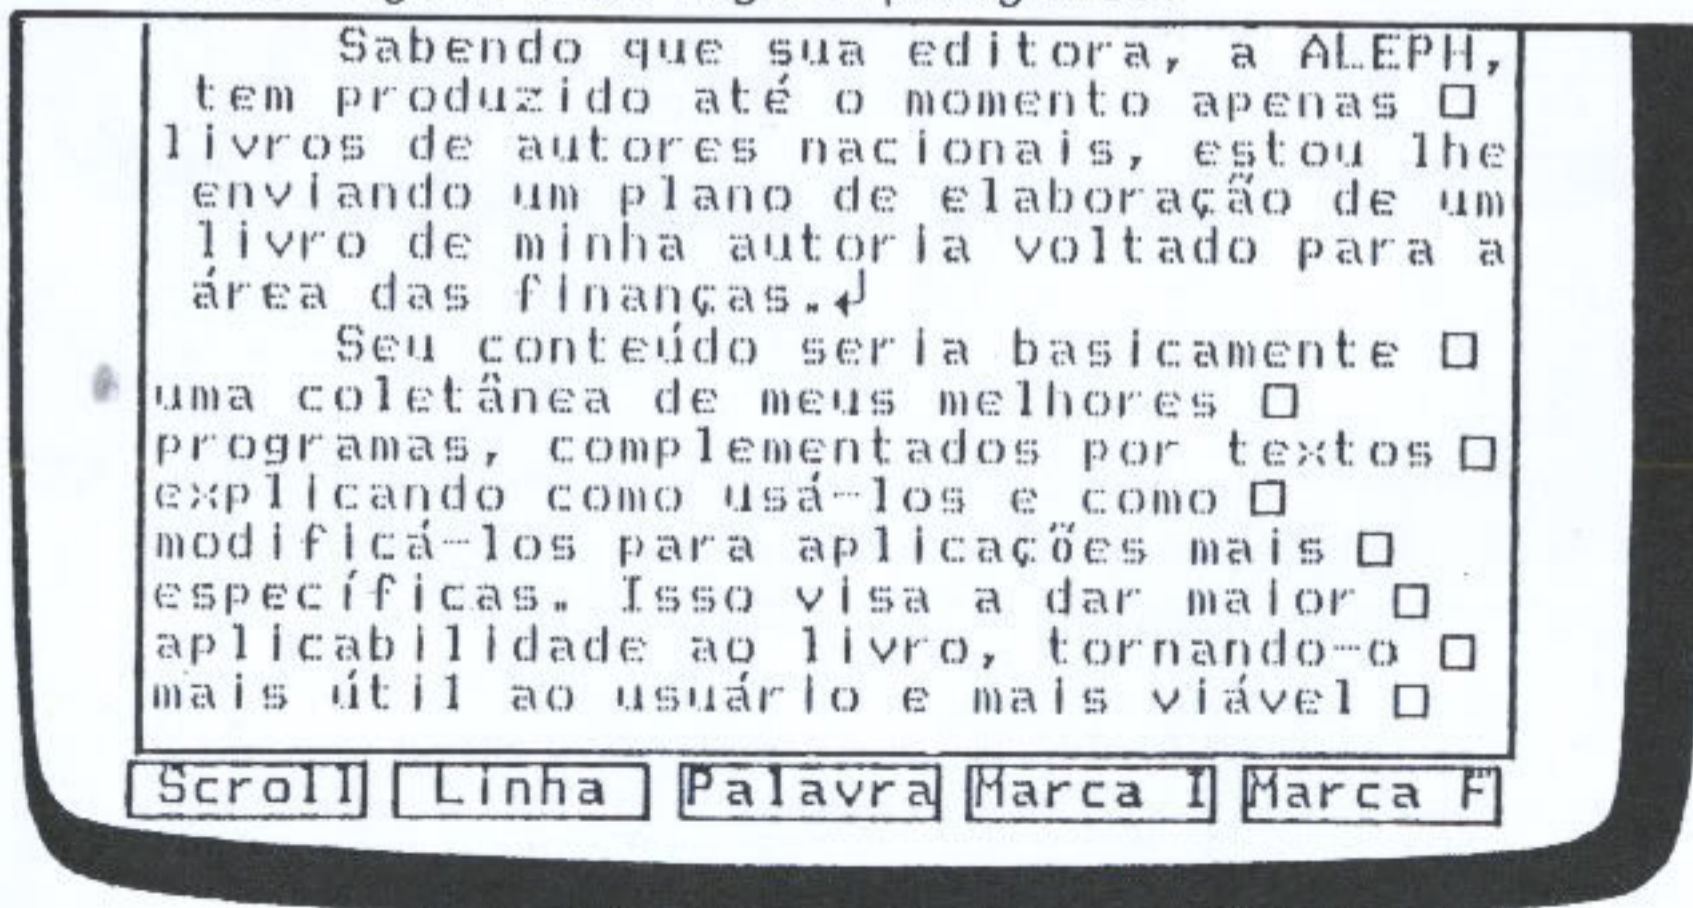 Sabendo que sua editora, a ALEPH,
tem produzido até o momento apenas □
livros de autores nacionais, estou lhe
enviando um plano de elaboração de um
livro de minha autoria voltado para a
área das finanças.↲
Seu conteúdo seria basicamente □
uma coletânea de meus melhores □
programas, complementados por textos □
explicando como usá-los e como □
modificá-los para aplicações mais □
específicas. Isso visa a dar maior □
aplicabilidade ao livro, tornando-o □
mais útil ao usuário e mais viável □
Scroll Linha Palavra Marca I Marca F